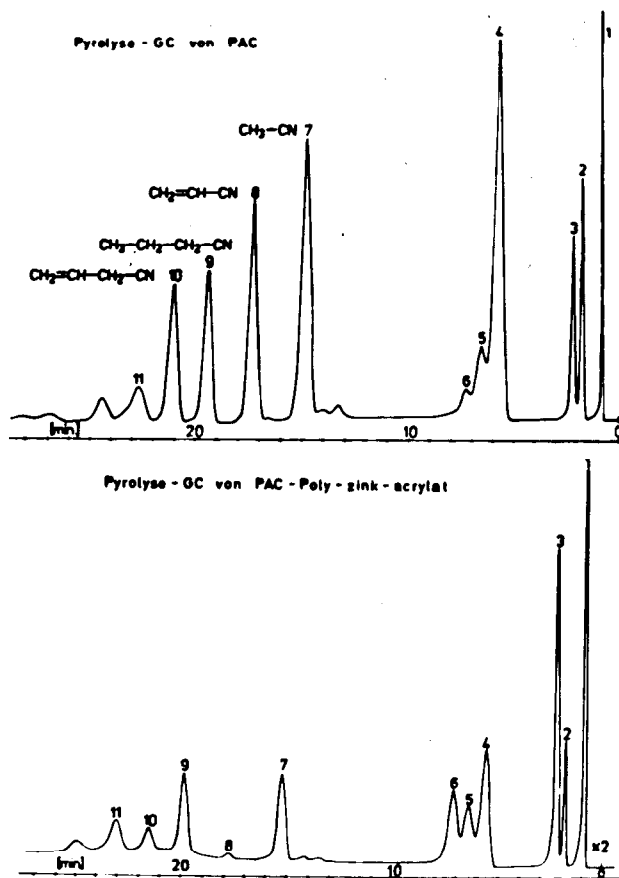 Pyrolyse - GC von PAC
4
1
CH3-CN 7
2
CH2=CH-CN
8
3
CH3-CH2-CH2-CN
9
CH2=CH-CH2-CN
10
5
6
11
[min.] 20 10 0
Pyrolyse - GC von PAC - Poly - zink - acrylat
1
3
2
4
9
7
6
5
11
10
8
x2
[min.] 20 10